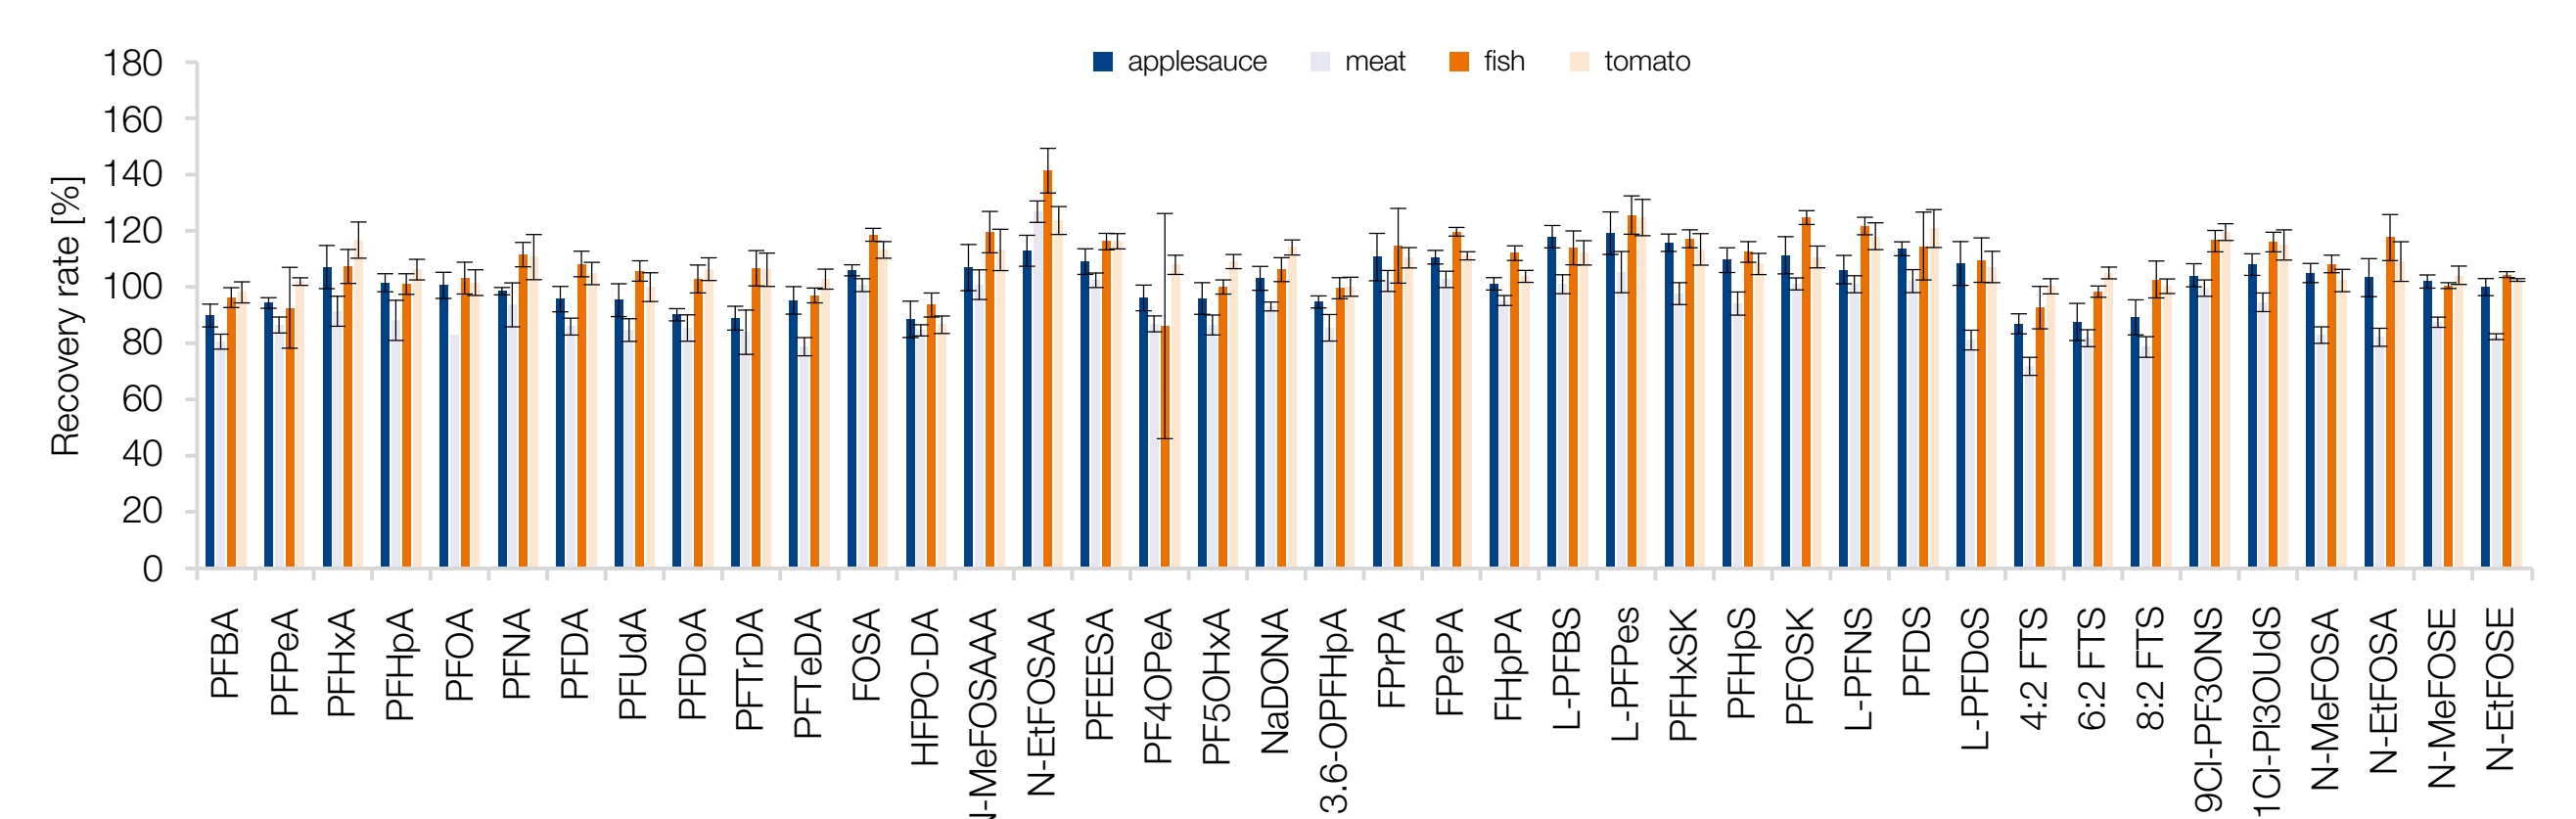 applesauce meat fish tomato
Recovery rate [%]
180
160
140
120
100
80
60
40
20
0
PFBA
PFPeA
PFHxA
PFHpA
PFOA
PFNA
PFDA
PFUdA
PFDoA
PFTrDA
PFTeDA
FOSA
HFPO-DA
N-MeFOSAAA
N-EtFOSAA
PFEESA
PF4OPeA
PF5OHxA
NaDONA
3.6-OPFHpA
FPrPA
FPePA
FHpPA
L-PFBS
L-PFPes
PFHxSK
PFHpS
PFOSK
L-PFNS
PFDS
L-PFDoS
4:2 FTS
6:2 FTS
8:2 FTS
9Cl-PF3ONS
1Cl-Pl3OUdS
N-MeFOSA
N-EtFOSA
N-MeFOSE
N-EtFOSE